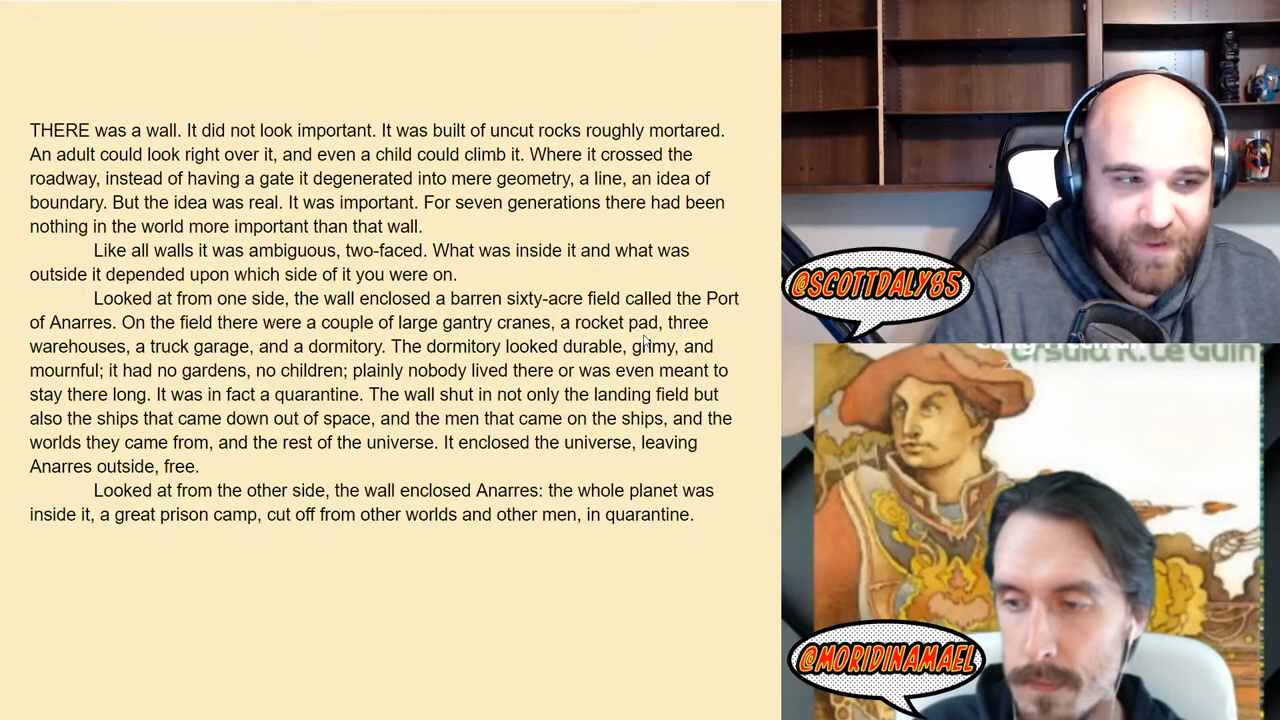 THERE was a wall. It did not look important. It was built of uncut rocks roughly mortared.
An adult could look right over it, and even a child could climb it. Where it crossed the
roadway, instead of having a gate it degenerated into mere geometry, a line, an idea of
boundary. But the idea was real. It was important. For seven generations there had been
nothing in the world more important than that wall.
Like all walls it was ambiguous, two-faced. What was inside it and what was
outside it depended upon which side of it you were on.
Looked at from one side, the wall enclosed a barren sixty-acre field called the Port
of Anarres. On the field there were a couple of large gantry cranes, a rocket pad, three
warehouses, a truck garage, and a dormitory. The dormitory looked durable, grimy, and
mournful; it had no gardens, no children; plainly nobody lived there or was even meant to
stay there long. It was in fact a quarantine. The wall shut in not only the landing field but
also the ships that came down out of space, and the men that came on the ships, and the
worlds they came from, and the rest of the universe. It enclosed the universe, leaving
Anarres outside, free.
Looked at from the other side, the wall enclosed Anarres: the whole planet was
inside it, a great prison camp, cut off from other worlds and other men, in quarantine.
@SCOTTDALY85
Ursula K. Le Guin
@MORIDINAMAEL